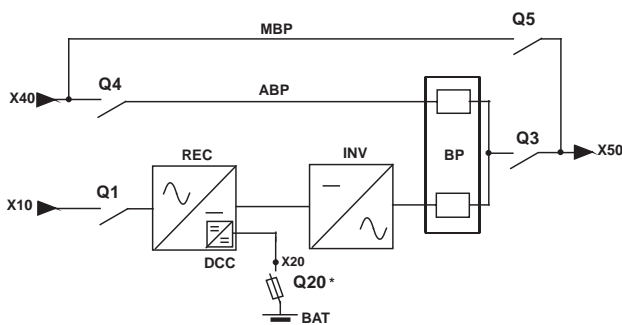 Q5
MBP
X40
Q4
ABP
REC
INV
BP
Q3
X50
X10
Q1
DCC
X20
Q20 *
BAT